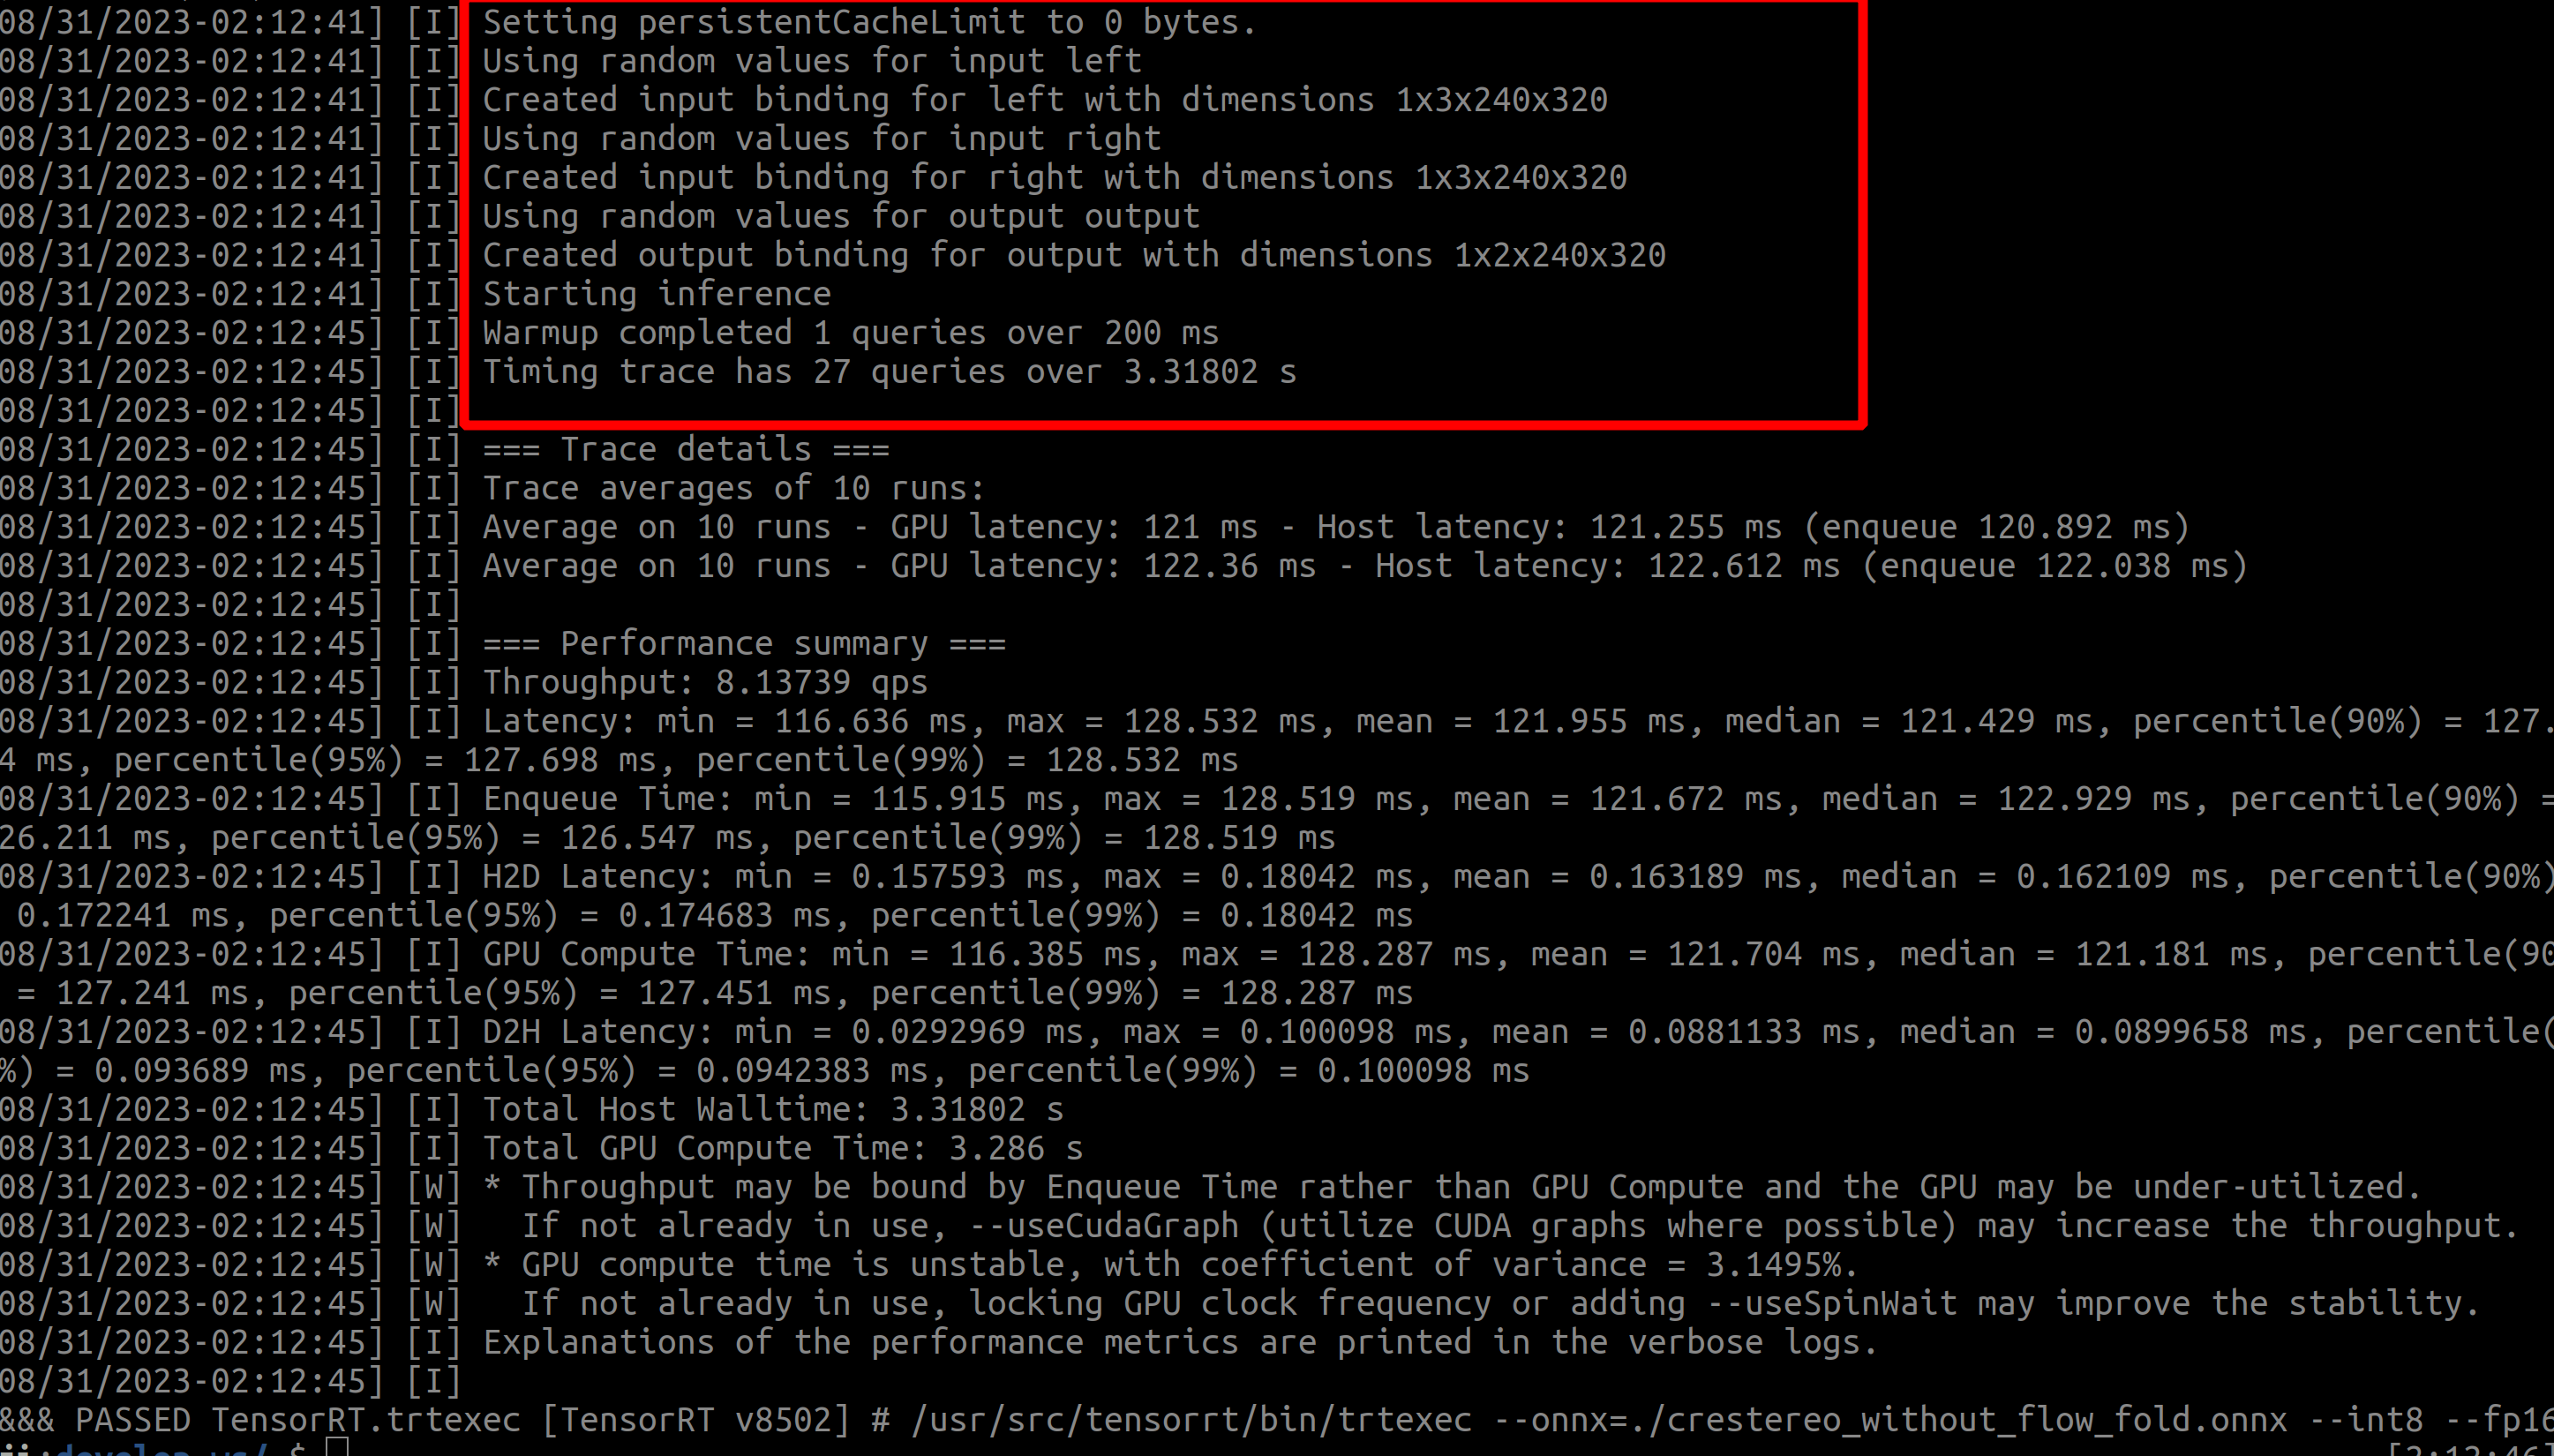 08/31/2023-02:12:41] [I] Setting persistentCacheLimit to 0 bytes.
08/31/2023-02:12:41] [I] Using random values for input left
08/31/2023-02:12:41] [I] Created input binding for left with dimensions 1x3x240x320
08/31/2023-02:12:41] [I] Using random values for input right
08/31/2023-02:12:41] [I] Created input binding for right with dimensions 1x3x240x320
08/31/2023-02:12:41] [I] Using random values for output output
08/31/2023-02:12:41] [I] Created output binding for output with dimensions 1x2x240x320
08/31/2023-02:12:41] [I] Starting inference
08/31/2023-02:12:45] [I] Warmup completed 1 queries over 200 ms
08/31/2023-02:12:45] [I] Timing trace has 27 queries over 3.31802 s
08/31/2023-02:12:45] [I]
08/31/2023-02:12:45] [I] === Trace details ===
08/31/2023-02:12:45] [I] Trace averages of 10 runs:
08/31/2023-02:12:45] [I] Average on 10 runs - GPU latency: 121 ms - Host latency: 121.255 ms (enqueue 120.892 ms)
08/31/2023-02:12:45] [I] Average on 10 runs - GPU latency: 122.36 ms - Host latency: 122.612 ms (enqueue 122.038 ms)
08/31/2023-02:12:45] [I]
08/31/2023-02:12:45] [I] === Performance summary ===
08/31/2023-02:12:45] [I] Throughput: 8.13739 qps
08/31/2023-02:12:45] [I] Latency: min = 116.636 ms, max = 128.532 ms, mean = 121.955 ms, median = 121.429 ms, percentile(90%) = 127.
4 ms, percentile(95%) = 127.698 ms, percentile(99%) = 128.532 ms
08/31/2023-02:12:45] [I] Enqueue Time: min = 115.915 ms, max = 128.519 ms, mean = 121.672 ms, median = 122.929 ms, percentile(90%) =
26.211 ms, percentile(95%) = 126.547 ms, percentile(99%) = 128.519 ms
08/31/2023-02:12:45] [I] H2D Latency: min = 0.157593 ms, max = 0.18042 ms, mean = 0.163189 ms, median = 0.162109 ms, percentile(90%)
0.172241 ms, percentile(95%) = 0.174683 ms, percentile(99%) = 0.18042 ms
08/31/2023-02:12:45] [I] GPU Compute Time: min = 116.385 ms, max = 128.287 ms, mean = 121.704 ms, median = 121.181 ms, percentile(90
= 127.241 ms, percentile(95%) = 127.451 ms, percentile(99%) = 128.287 ms
08/31/2023-02:12:45] [I] D2H Latency: min = 0.0292969 ms, max = 0.100098 ms, mean = 0.0881133 ms, median = 0.0899658 ms, percentile(
%) = 0.093689 ms, percentile(95%) = 0.0942383 ms, percentile(99%) = 0.100098 ms
08/31/2023-02:12:45] [I] Total Host Walltime: 3.31802 s
08/31/2023-02:12:45] [I] Total GPU Compute Time: 3.286 s
08/31/2023-02:12:45] [W] * Throughput may be bound by Enqueue Time rather than GPU Compute and the GPU may be under-utilized.
08/31/2023-02:12:45] [W]   If not already in use, --useCudaGraph (utilize CUDA graphs where possible) may increase the throughput.
08/31/2023-02:12:45] [W] * GPU compute time is unstable, with coefficient of variance = 3.1495%.
08/31/2023-02:12:45] [W]   If not already in use, locking GPU clock frequency or adding --useSpinWait may improve the stability.
08/31/2023-02:12:45] [I] Explanations of the performance metrics are printed in the verbose logs.
08/31/2023-02:12:45] [I]
&&& PASSED TensorRT.trtexec [TensorRT v8502] # /usr/src/tensorrt/bin/trtexec --onnx=./crestereo_without_flow_fold.onnx --int8 --fp16